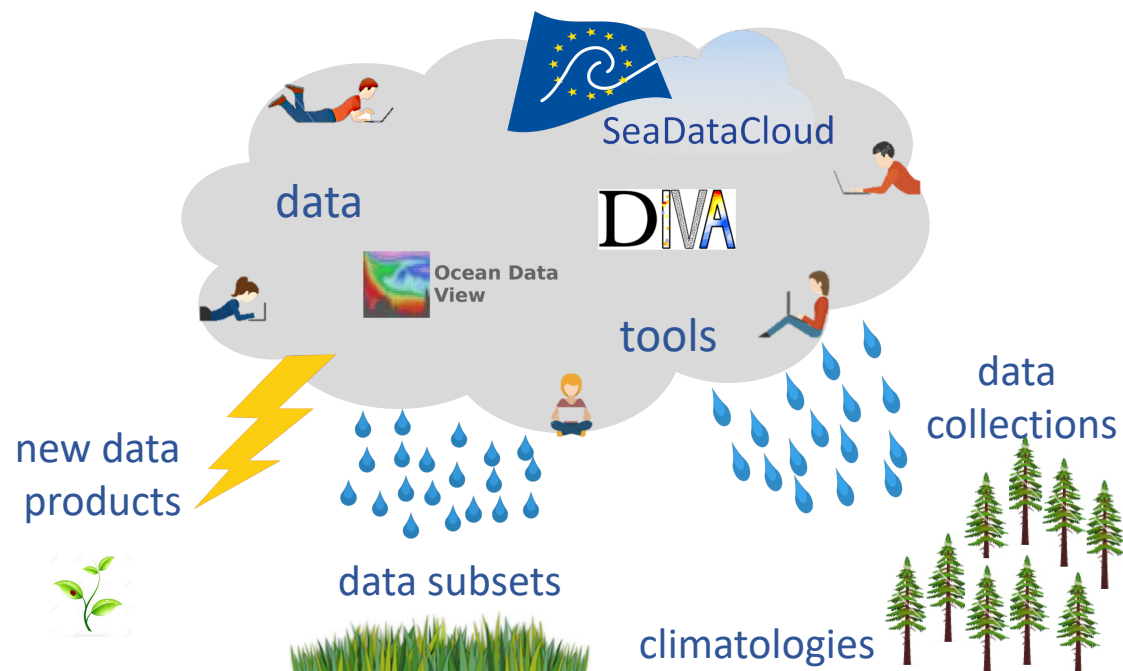 SeaDataCloud
data
DIVA
Ocean Data
View
tools
data
collections
new data
products
data subsets
climatologies